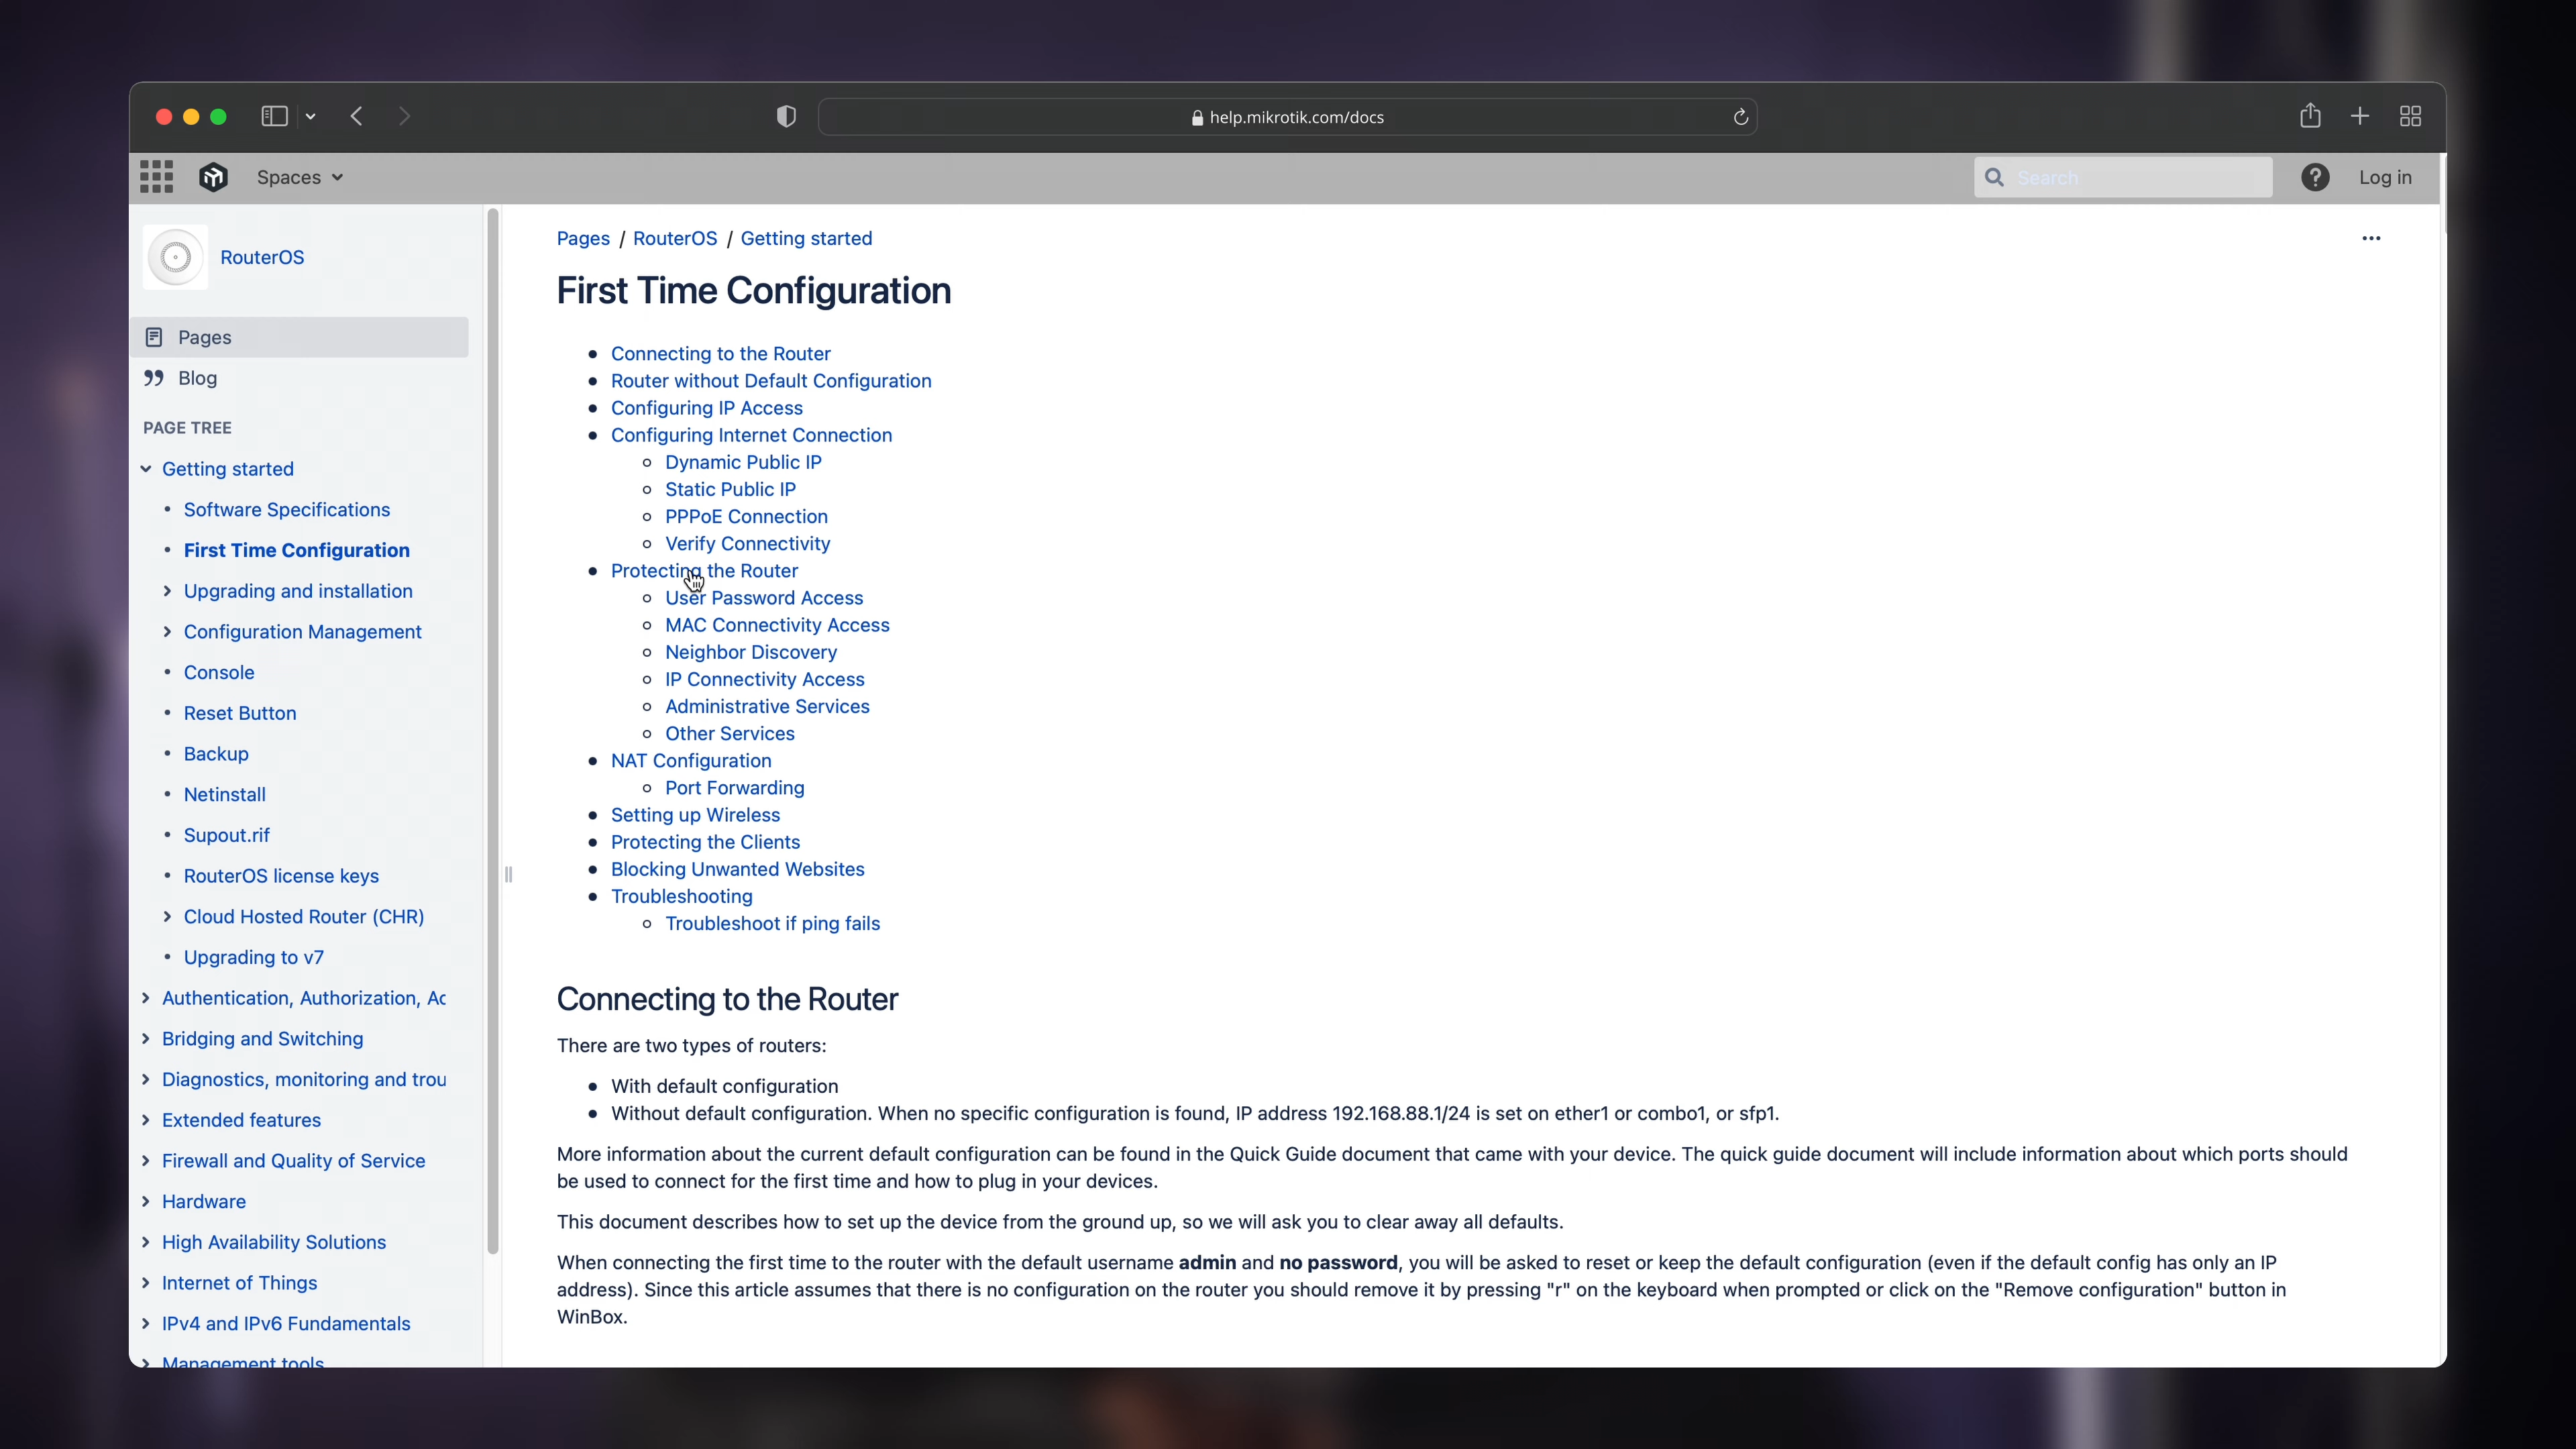 help.mikrotik.com/docs
Spaces
Search
Log in
RouterOS
Pages
Blog
PAGE TREE
Getting started
Software Specifications
First Time Configuration
Upgrading and installation
Configuration Management
Console
Reset Button
Backup
Netinstall
Supout.rif
RouterOS license keys
Cloud Hosted Router (CHR)
Upgrading to v7
Authentication, Authorization, Ac
Bridging and Switching
Diagnostics, monitoring and trou
Extended features
Firewall and Quality of Service
Hardware
High Availability Solutions
Internet of Things
IPv4 and IPv6 Fundamentals
Management tools
Pages / RouterOS / Getting started
First Time Configuration
Connecting to the Router
Router without Default Configuration
Configuring IP Access
Configuring Internet Connection
Dynamic Public IP
Static Public IP
PPPoE Connection
Verify Connectivity
Protecting the Router
User Password Access
MAC Connectivity Access
Neighbor Discovery
IP Connectivity Access
Administrative Services
Other Services
NAT Configuration
Port Forwarding
Setting up Wireless
Protecting the Clients
Blocking Unwanted Websites
Troubleshooting
Troubleshoot if ping fails
Connecting to the Router
There are two types of routers:
With default configuration
Without default configuration. When no specific configuration is found, IP address 192.168.88.1/24 is set on ether1 or combo1, or sfp1.
More information about the current default configuration can be found in the Quick Guide document that came with your device. The quick guide document will include information about which ports should
be used to connect for the first time and how to plug in your devices.
This document describes how to set up the device from the ground up, so we will ask you to clear away all defaults.
When connecting the first time to the router with the default username admin and no password, you will be asked to reset or keep the default configuration (even if the default config has only an IP
address). Since this article assumes that there is no configuration on the router you should remove it by pressing "r" on the keyboard when prompted or click on the "Remove configuration" button in
WinBox.